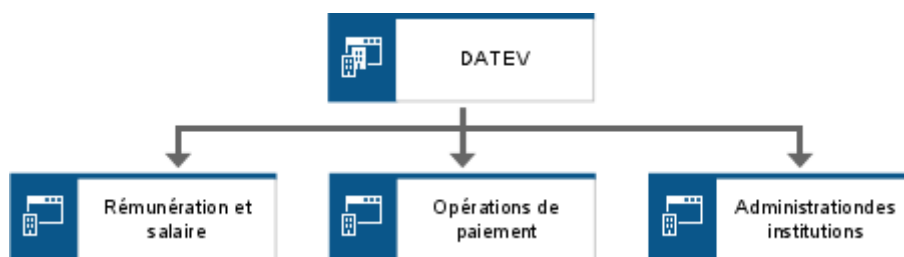 DATEV
Rémunération et
salaire
Opérations de
paiement
Administrationdes
institutions